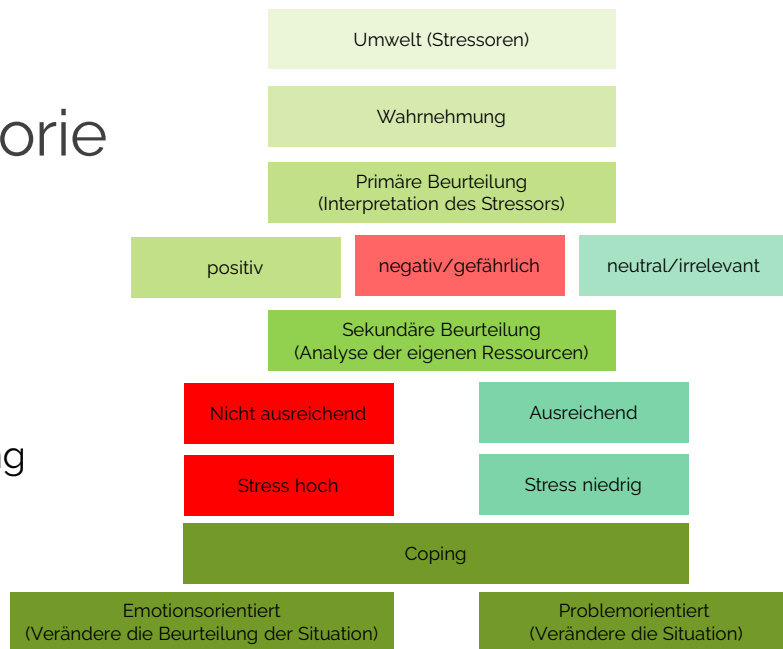 Umwelt (Stressoren)
orie
Wahrnehmung
Primäre Beurteilung
(Interpretation des Stressors)
positiv
negativ/gefährlich
neutral/irrelevant
Sekundäre Beurteilung
(Analyse der eigenen Ressourcen)
Nicht ausreichend
Ausreichend
g
Stress hoch
Stress niedrig
Coping
Emotionsorientiert
(Verändere die Beurteilung der Situation)
Problemorientiert
(Verändere die Situation)